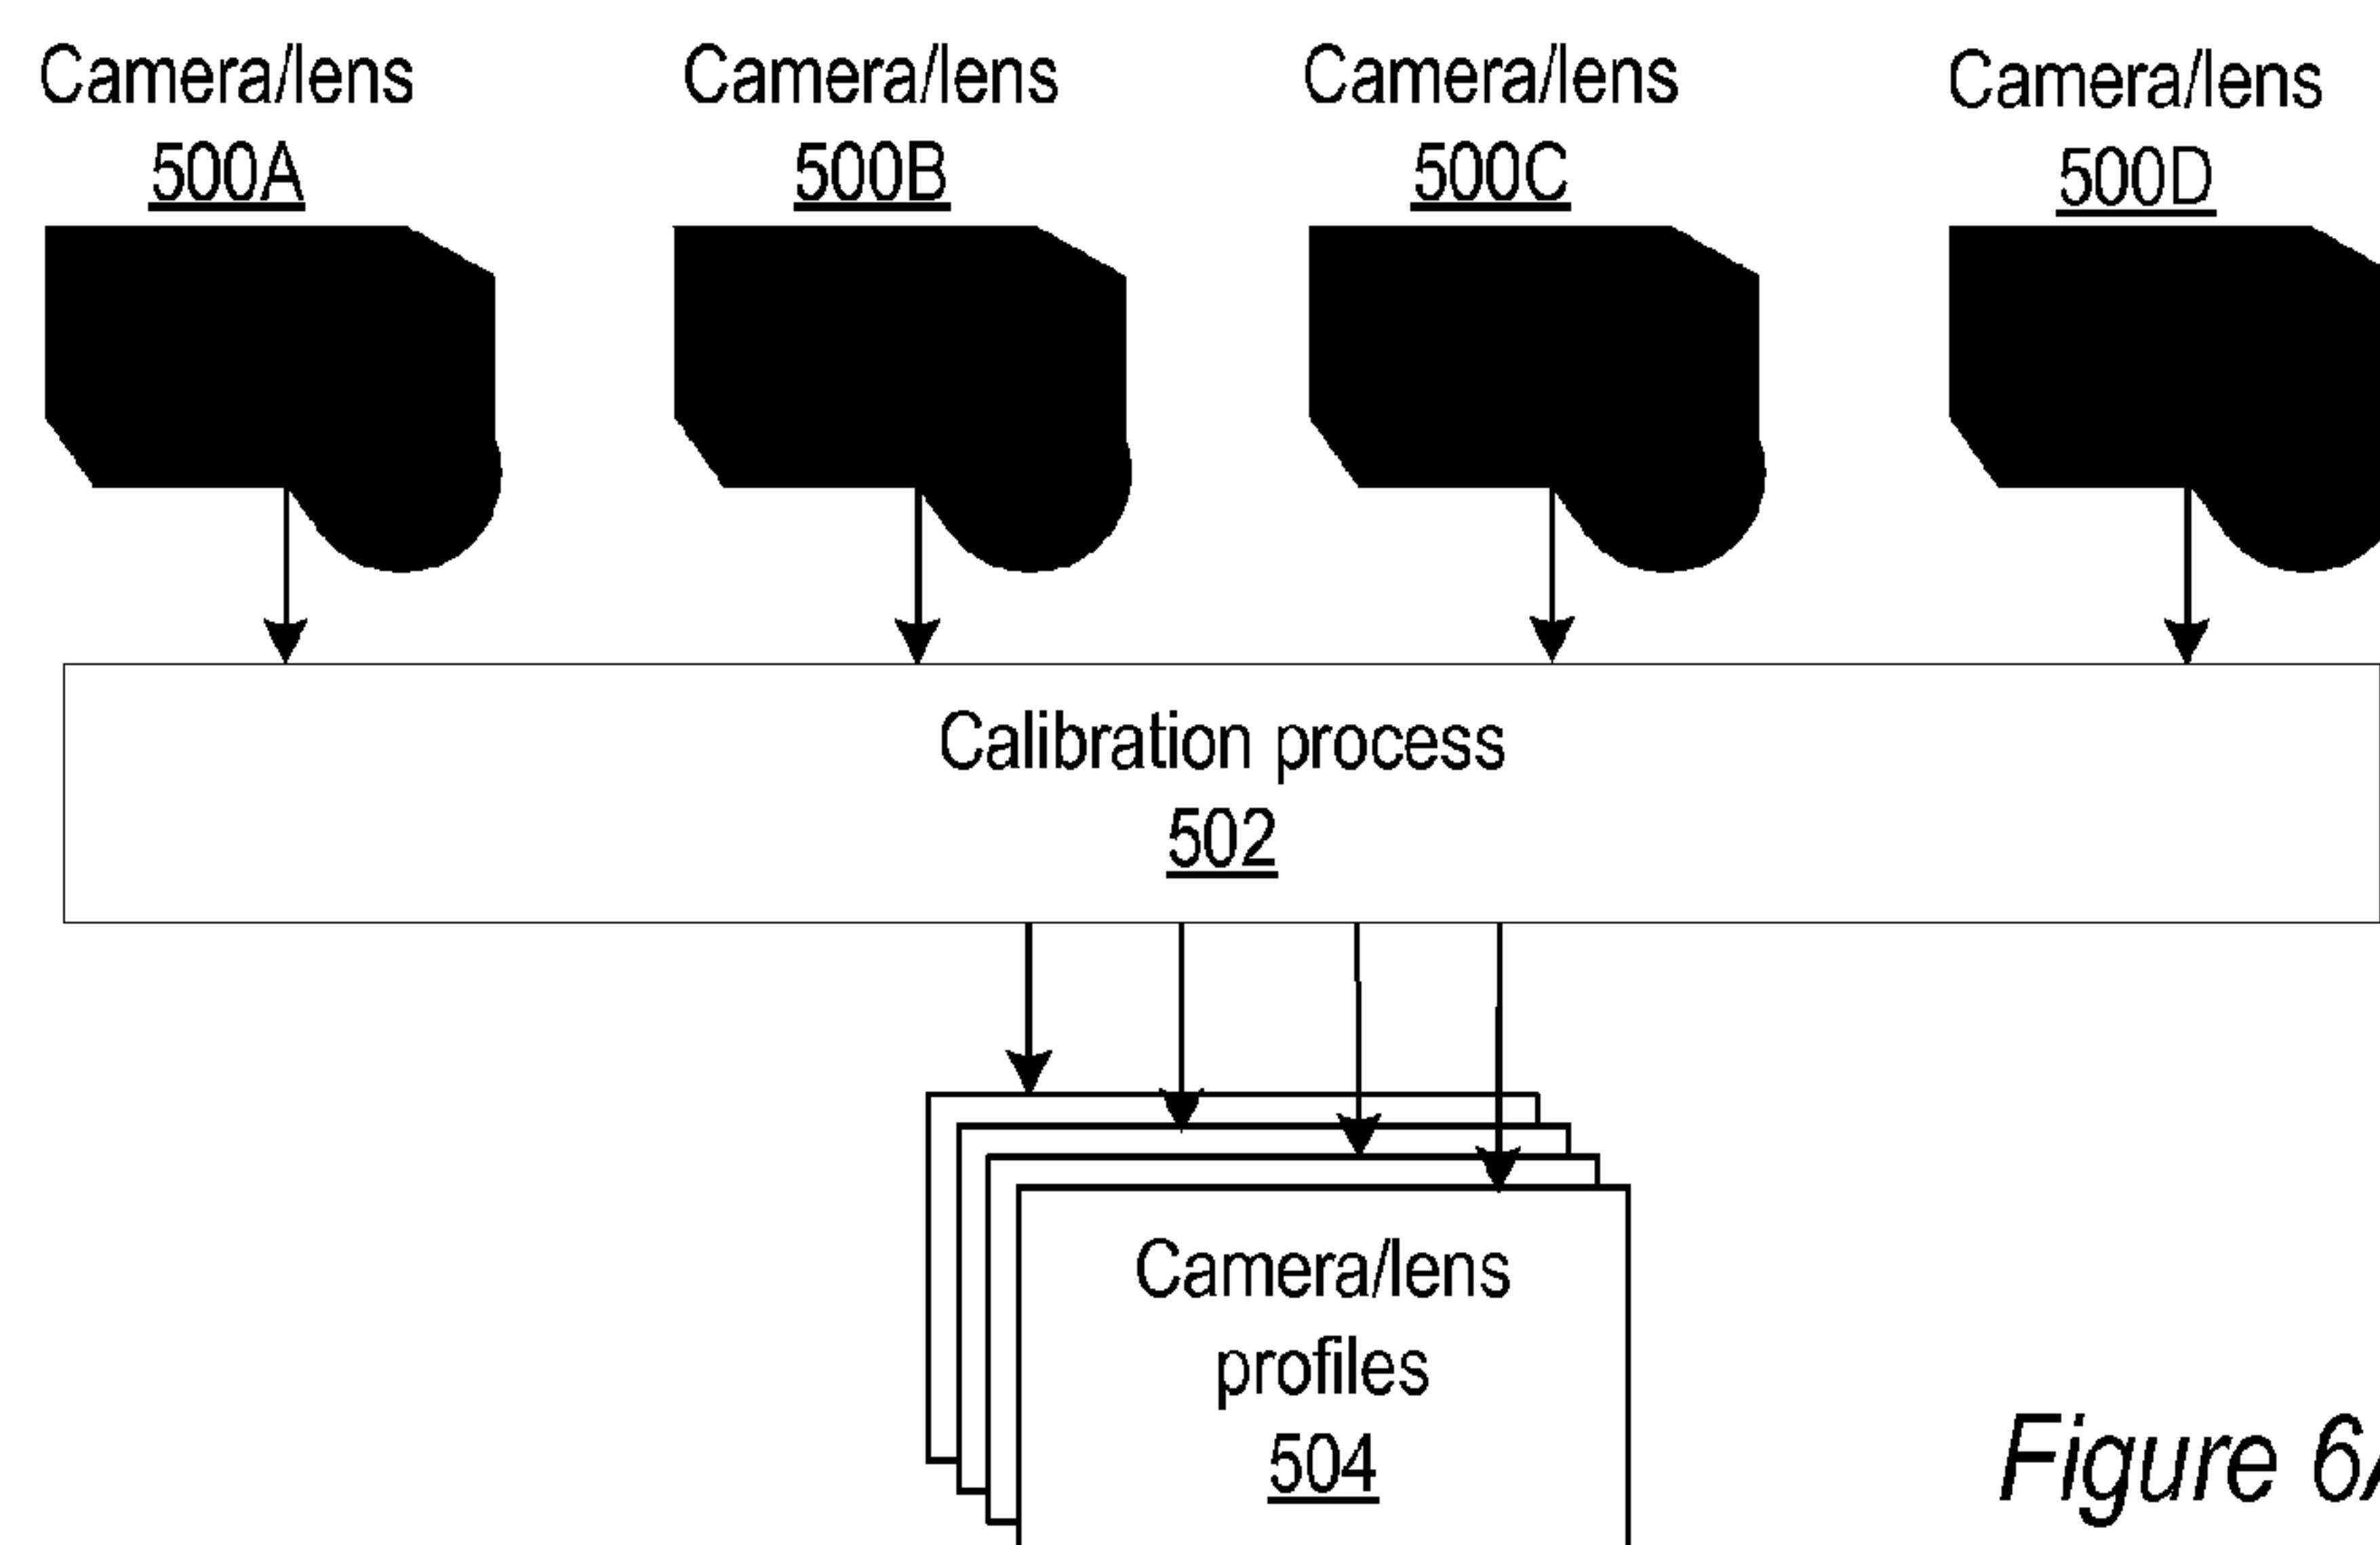 Camera/lens
500A
Camera/lens
500B
Camera/lens
500C
Camera/lens
500D
Calibration process
502
Camera/lens
profiles
504
Figure 6